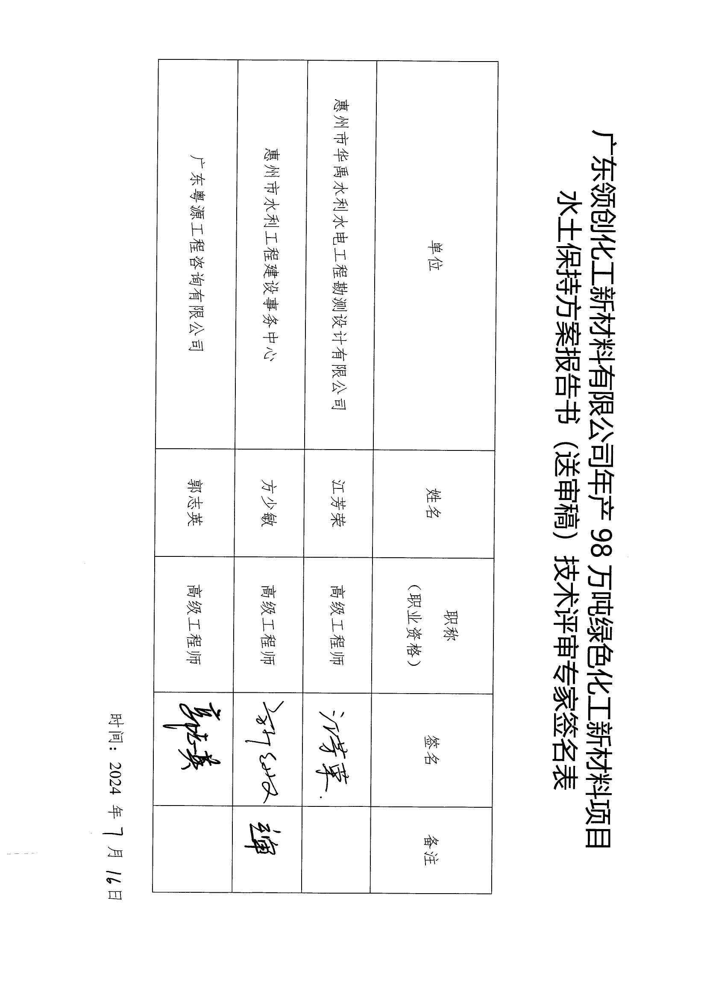 广东领创化工新材料有限公司年产 98 万吨绿色化工新材料项目
水土保持方案报告书（送审稿）技术评审专家签名表
单位 姓名 职称 签名 备注
（职业资格）
惠州市华禹水利水电工程勘测设计有限公司 江芳荣 高级工程师 江芳荣
惠州市水利工程建设事务中心 方少敏 高级工程师 方少敏
广东粤源工程咨询有限公司 郭志英 高级工程师 郭志英
时间：2024 年 7 月 16 日